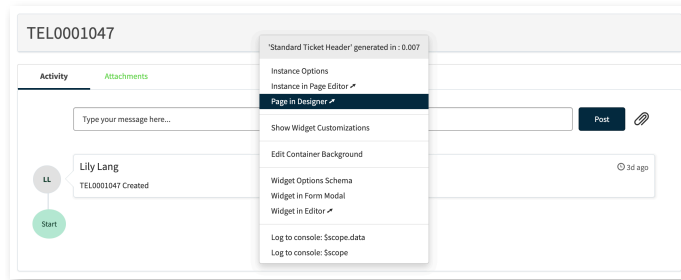 TEL0001047
'Standard Ticket Header' generated in : 0.007
Activity
Attachments
Instance Options
Instance in Page Editor ➚
Page in Designer ➚
Type your message here...
Post
Show Widget Customizations
Edit Container Background
LL
Lily Lang
3d ago
TEL0001047 Created
Widget Options Schema
Widget in Form Modal
Widget in Editor ➚
Start
Log to console: $scope.data
Log to console: $scope